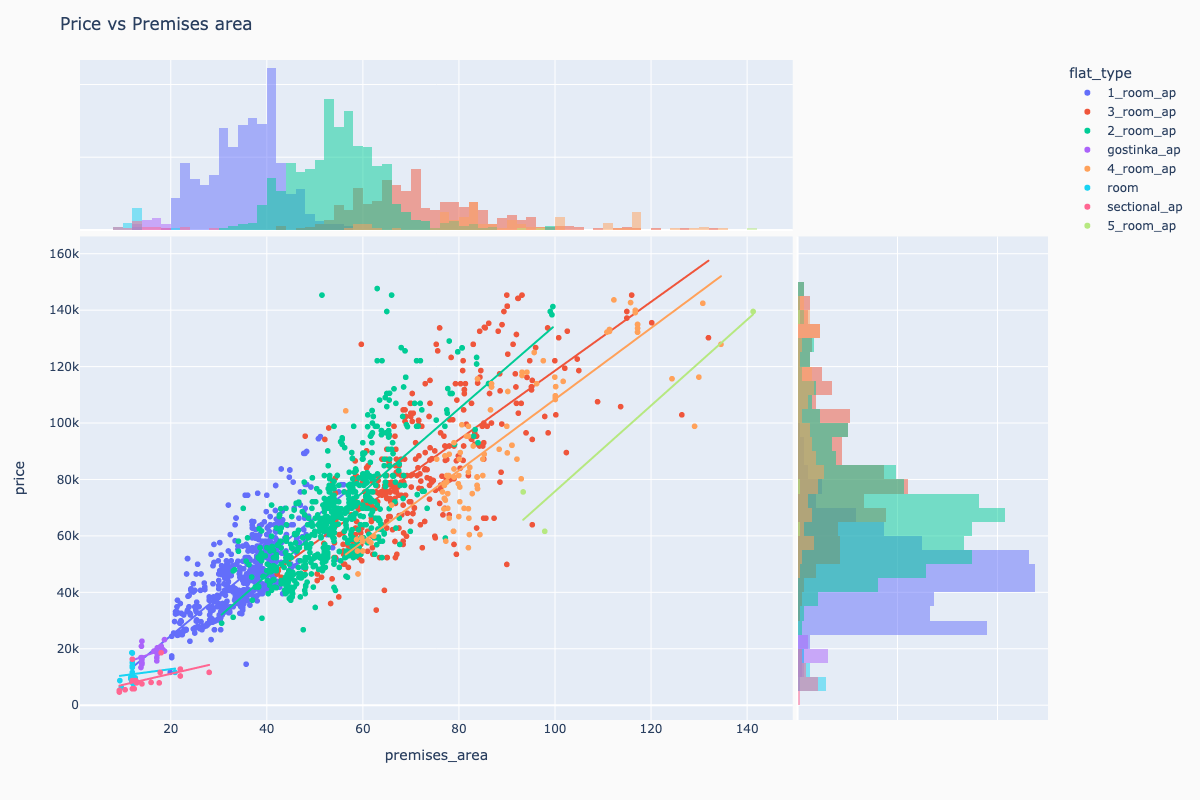 Price vs Premises area
flat_type
1_room_ap
3_room_ap
2_room_ap
gostinka_ap
4_room_ap
room
sectional_ap
5_room_ap
160k
140k
120k
100k
80k
60k
40k
20k
0
price
20 40 60 80 100 120 140
premises_area